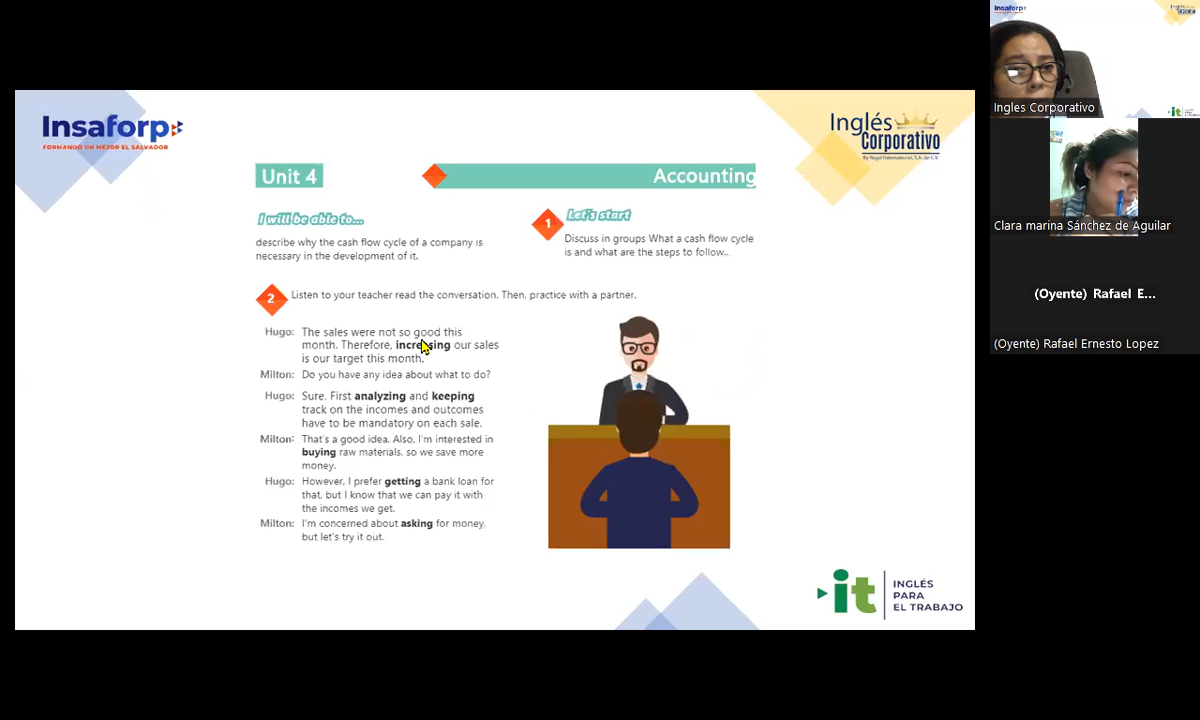 Insaforp
FORMANDO UN MEJOR EL SALVADOR
Inglés
Corporativo
By Regal International, S.A. de C.V.
Unit 4
Accounting
I will be able to...
describe why the cash flow cycle of a company is
necessary in the development of it.
1
Let's start
Discuss in groups What a cash flow cycle
is and what are the steps to follow...
2
Listen to your teacher read the conversation. Then, practice with a partner.
Hugo: The sales were not so good this
month. Therefore, increasing our sales
is our target this month.
Milton: Do you have any idea about what to do?
Hugo: Sure. First analyzing and keeping
track on the incomes and outcomes
have to be mandatory on each sale.
Milton: That's a good idea. Also, I'm interested in
buying raw materials, so we save more
money.
Hugo: However, I prefer getting a bank loan for
that, but I know that we can pay it with
the incomes we get.
Milton: I'm concerned about asking for money,
but let's try it out.
it
INGLÉS
PARA
EL TRABAJO
Insaforp
Ingles Corporativo
Clara marina Sánchez de Aguilar
(Oyente) Rafael E...
(Oyente) Rafael Ernesto Lopez